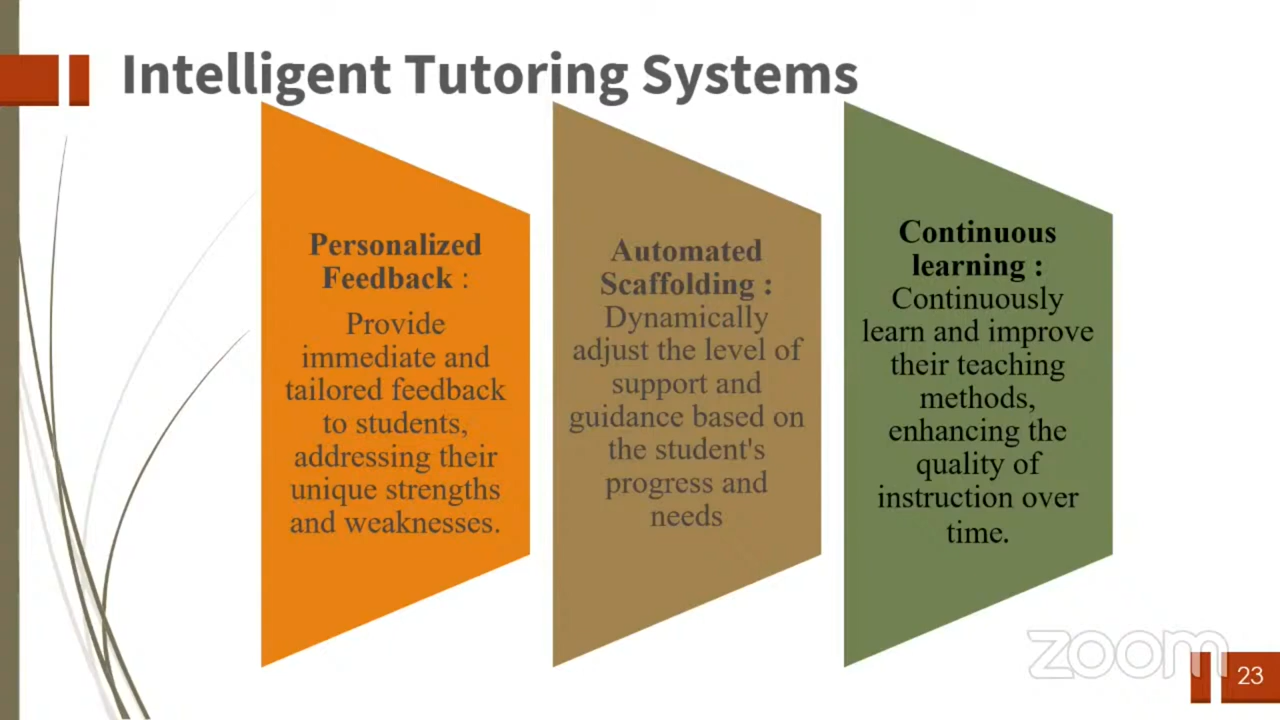 Intelligent Tutoring Systems
Personalized
Feedback :
Provide
immediate and
tailored feedback
to students,
addressing their
unique strengths
and weaknesses.
Automated
Scaffolding :
Dynamically
adjust the level of
support and
guidance based on
the student's
progress and
needs
Continuous
learning :
Continuously
learn and improve
their teaching
methods,
enhancing the
quality of
instruction over
time.
zoom
23